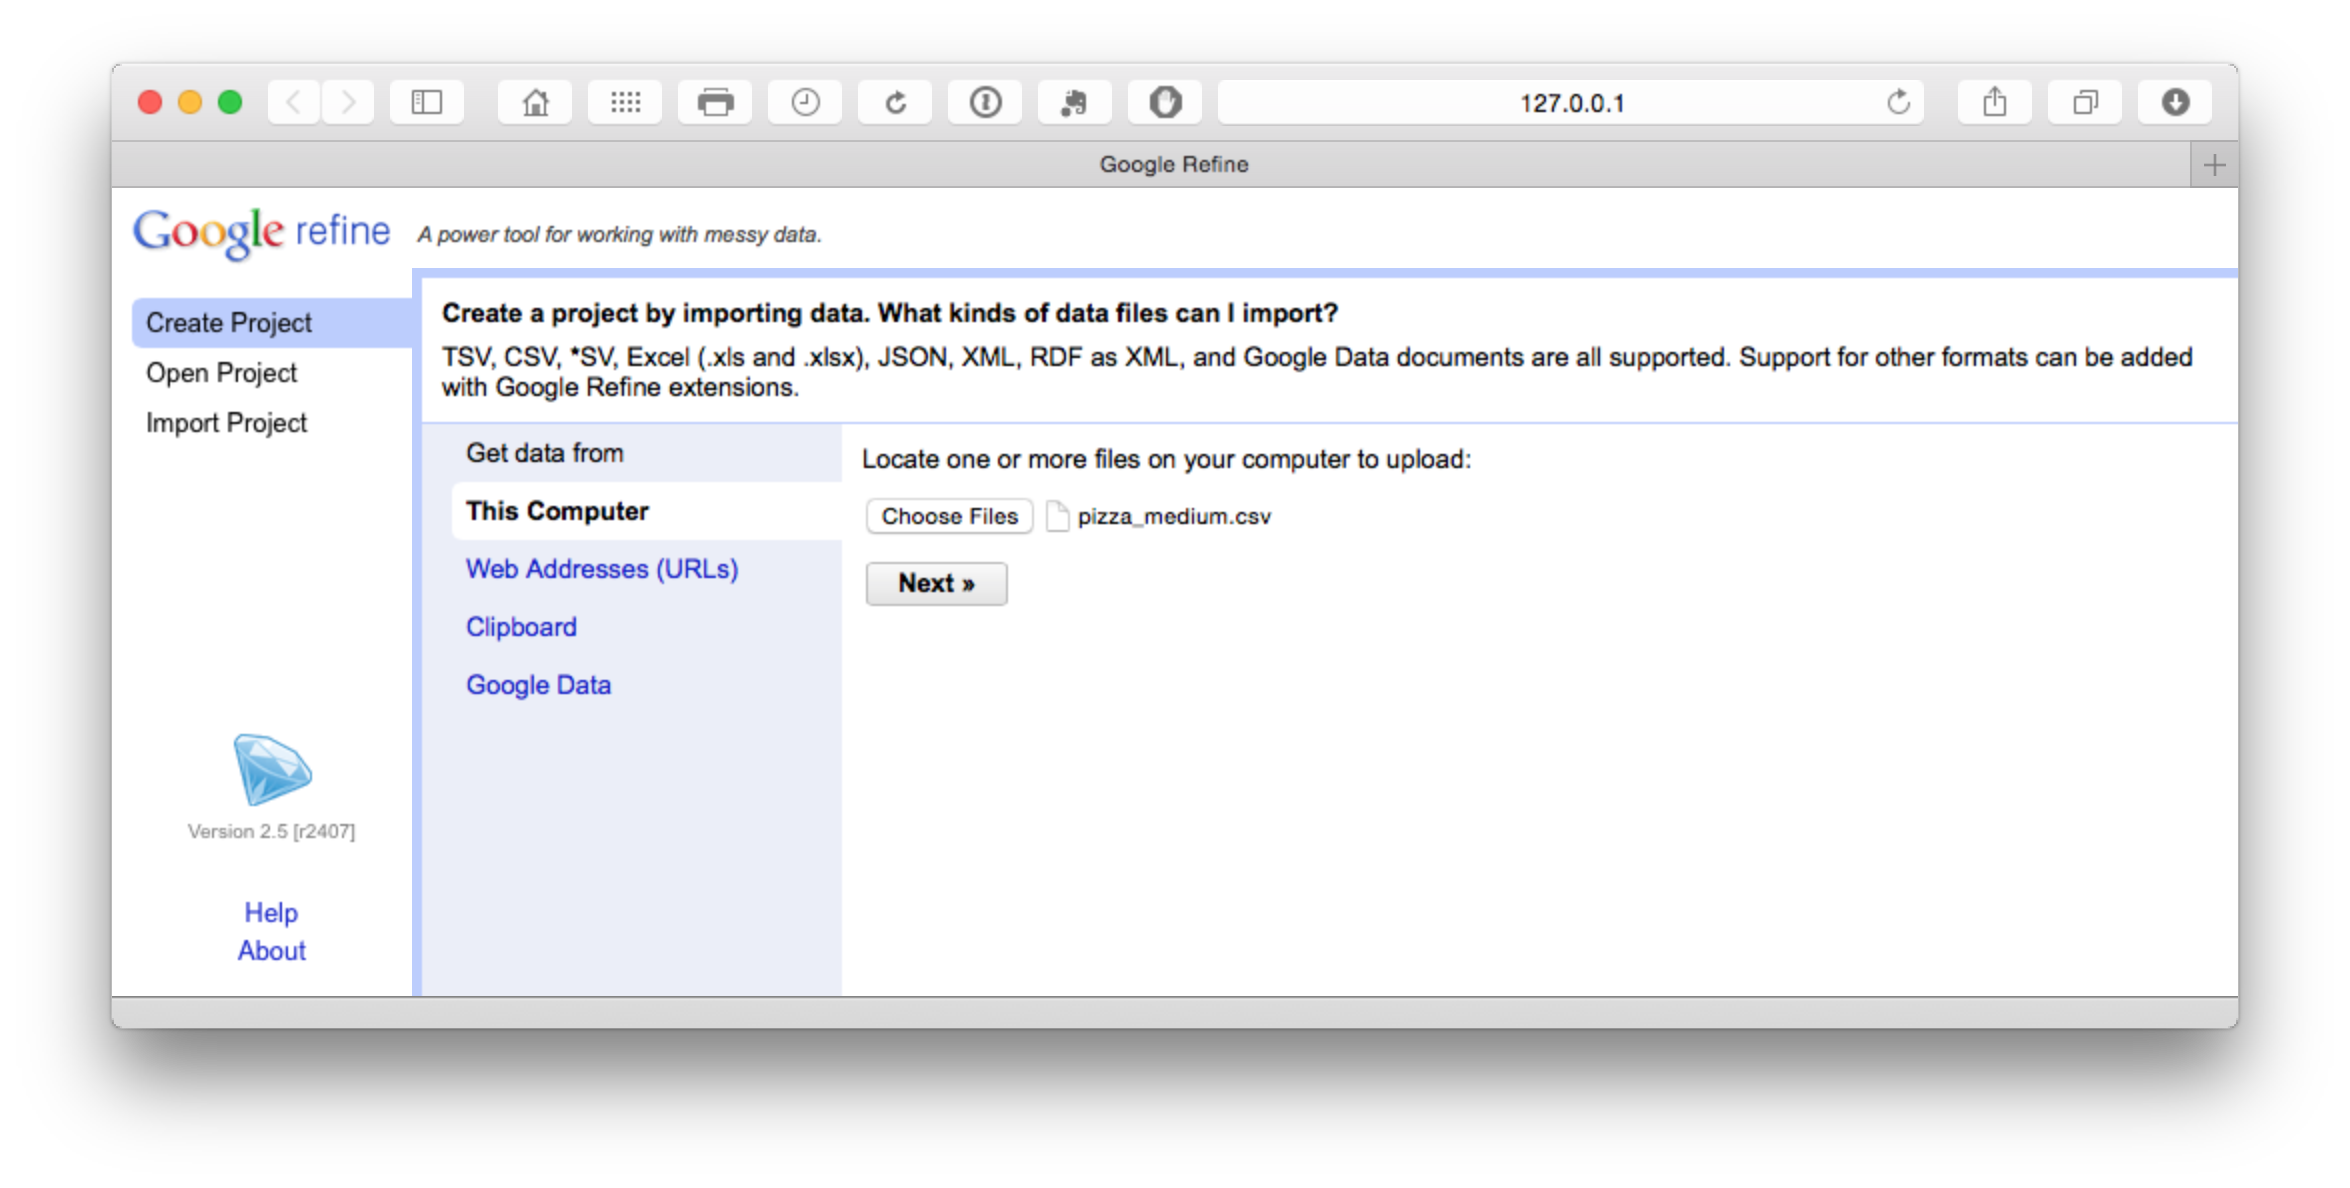 127.0.0.1
Google Refine
Google refine A power tool for working with messy data.
Create Project
Open Project
Import Project
Create a project by importing data. What kinds of data files can I import?
TSV, CSV, *SV, Excel (.xls and .xlsx), JSON, XML, RDF as XML, and Google Data documents are all supported. Support for other formats can be added
with Google Refine extensions.
Get data from
This Computer
Web Addresses (URLs)
Clipboard
Google Data
Locate one or more files on your computer to upload:
Choose Files pizza_medium.csv
Next »
Version 2.5 [r2407]
Help
About